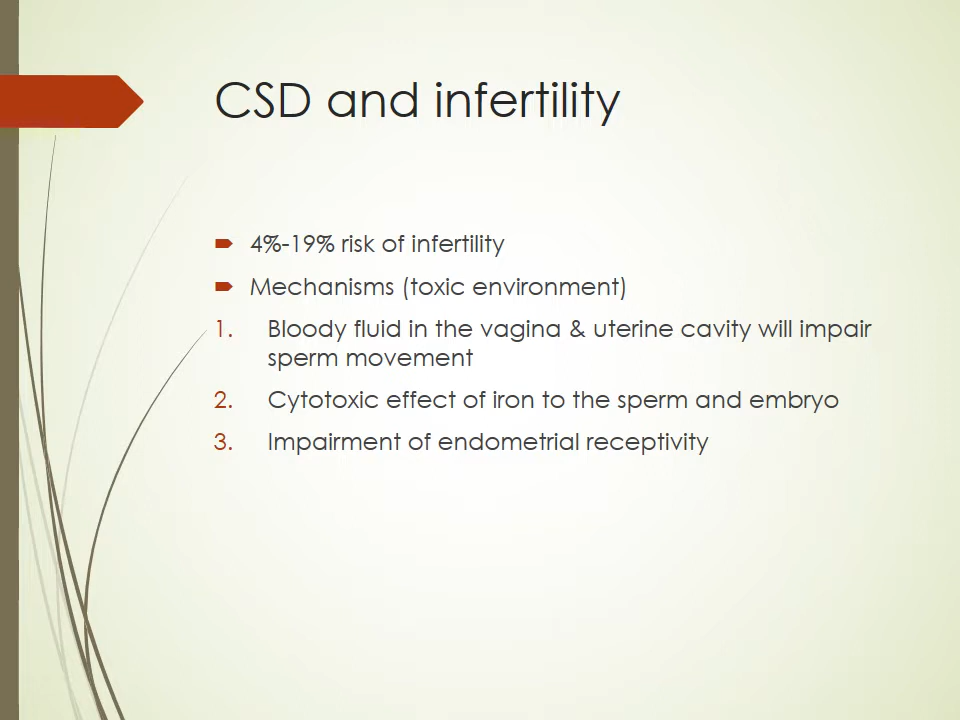 CSD and infertility
4%-19% risk of infertility
Mechanisms (toxic environment)
1. Bloody fluid in the vagina & uterine cavity will impair
sperm movement
2. Cytotoxic effect of iron to the sperm and embryo
3. Impairment of endometrial receptivity